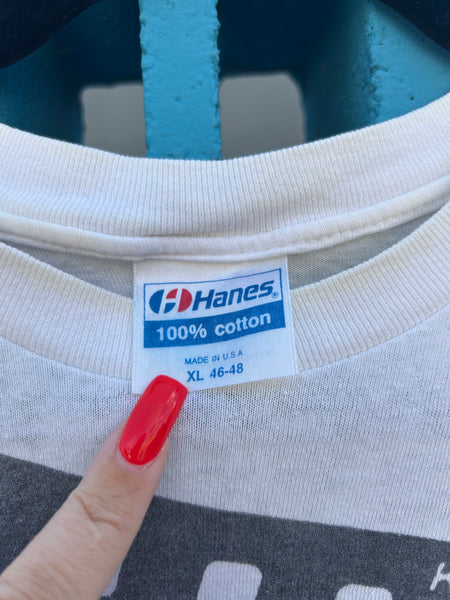 Hanes®
100% cotton
MADE IN U.S.A
XL 46-48